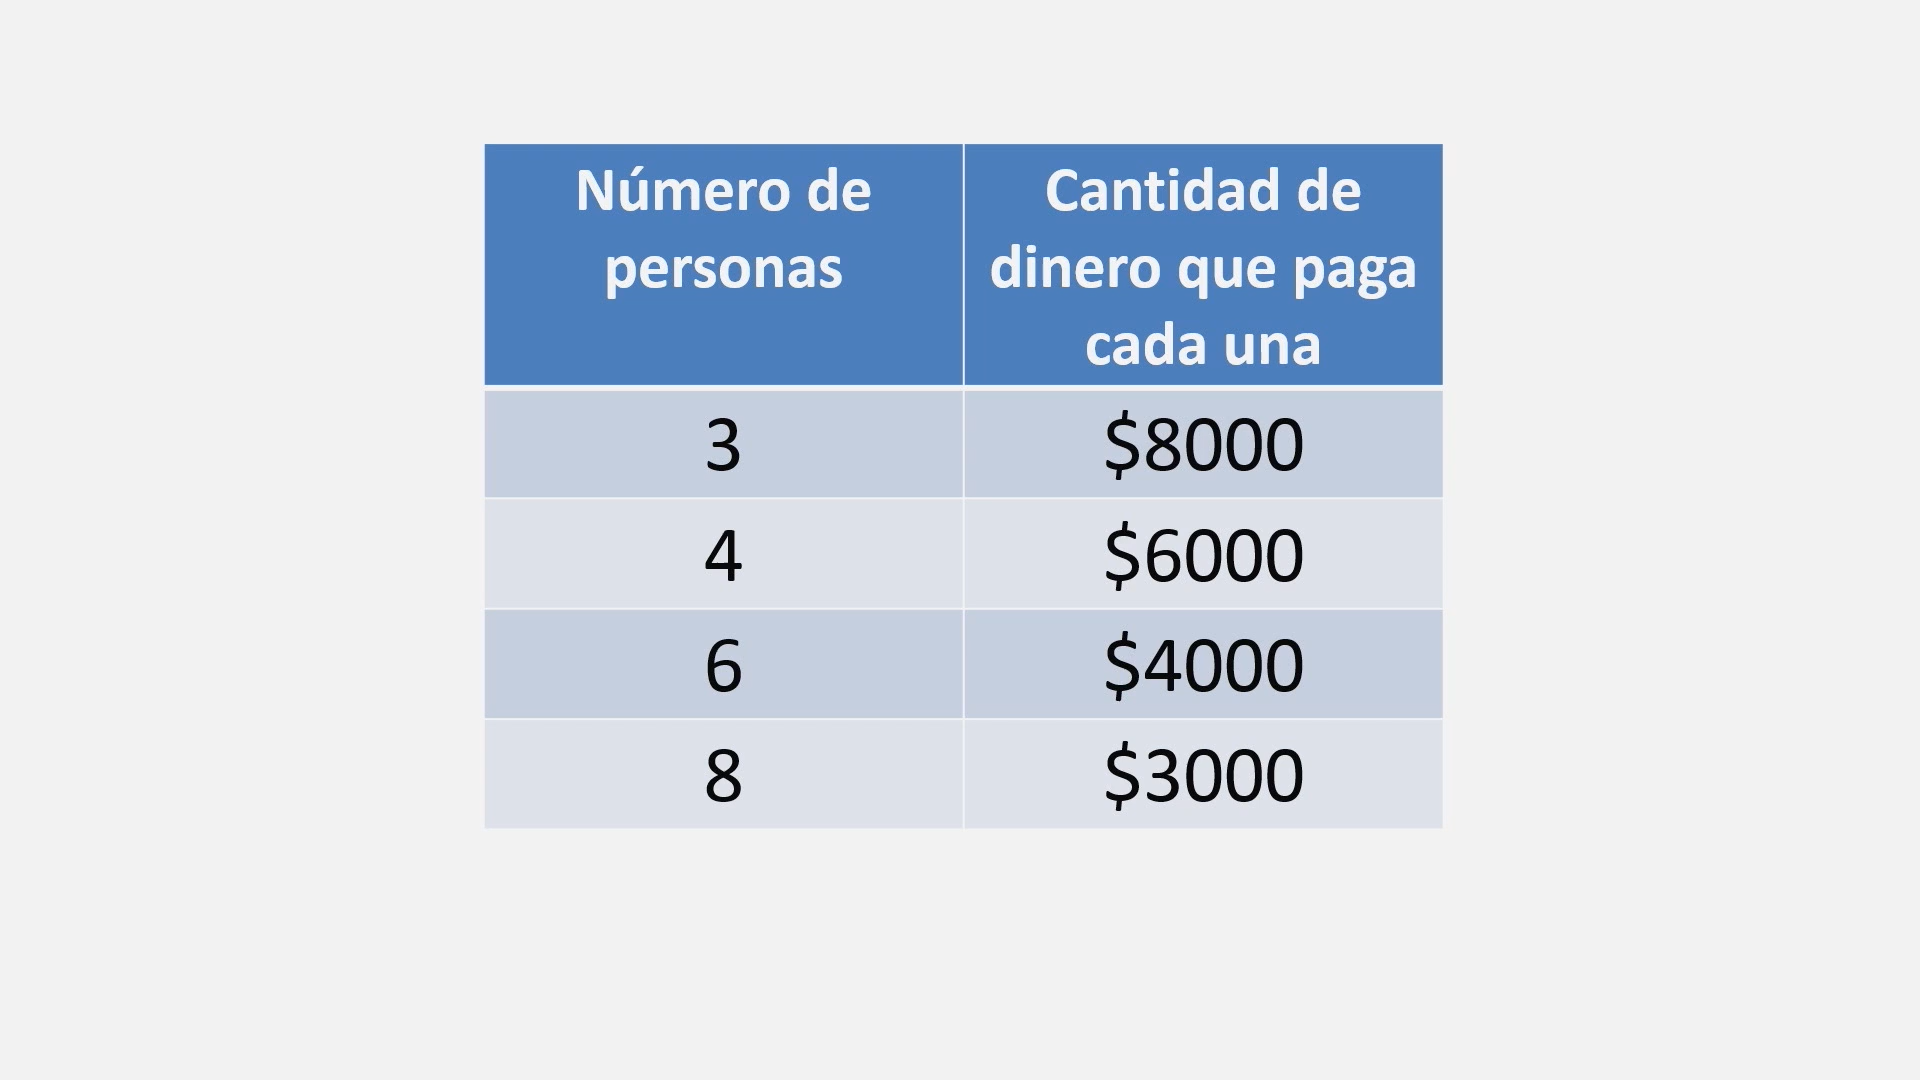 Número de
personas
Cantidad de
dinero que paga
cada una
3
$8000
4
$6000
6
$4000
8
$3000